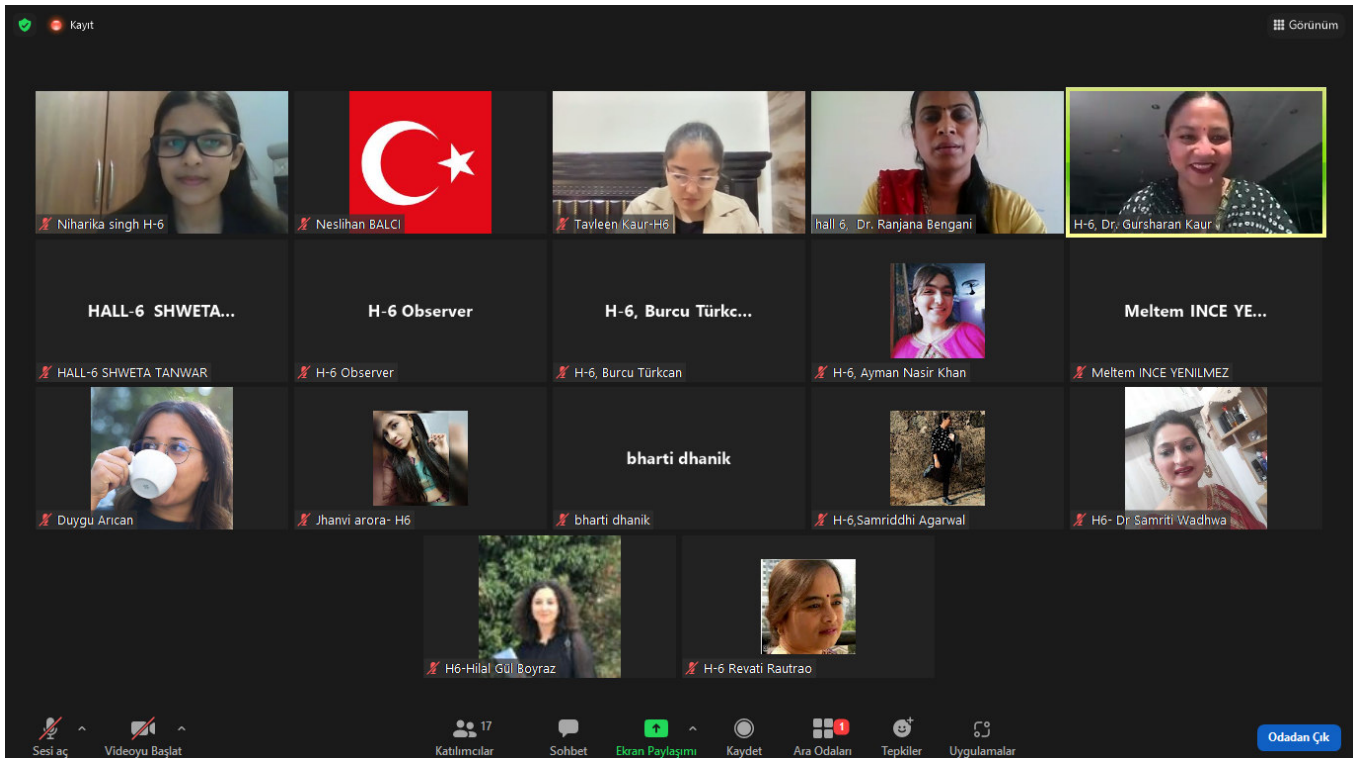 Kayıt
Görünüm
Niharika singh H-6
Neslihan BALCI
Tavleen Kaur-H6
hall 6, Dr. Ranjana Bengani
H-6, Dr. Gursharan Kaur
HALL-6 SHWETA...
HALL-6 SHWETA TANWAR
H-6 Observer
H-6 Observer
H-6, Burcu Türkc...
H-6, Burcu Türkcan
H-6, Ayman Nasir Khan
Meltem INCE YE...
Meltem INCE YENILMEZ
Duygu Arıcan
Jhanvi arora- H6
bharti dhanik
bharti dhanik
H-6,Samriddhi Agarwal
H6- Dr Samriti Wadhwa
H6-Hilal Gül Boyraz
H-6 Revati Rautrao
Sesi aç
Videoyu Başlat
17
Katılımcılar
Sohbet
Ekran Paylaşımı
Kaydet
1
Ara Odaları
Tepkiler
Uygulamalar
Odadan Çık